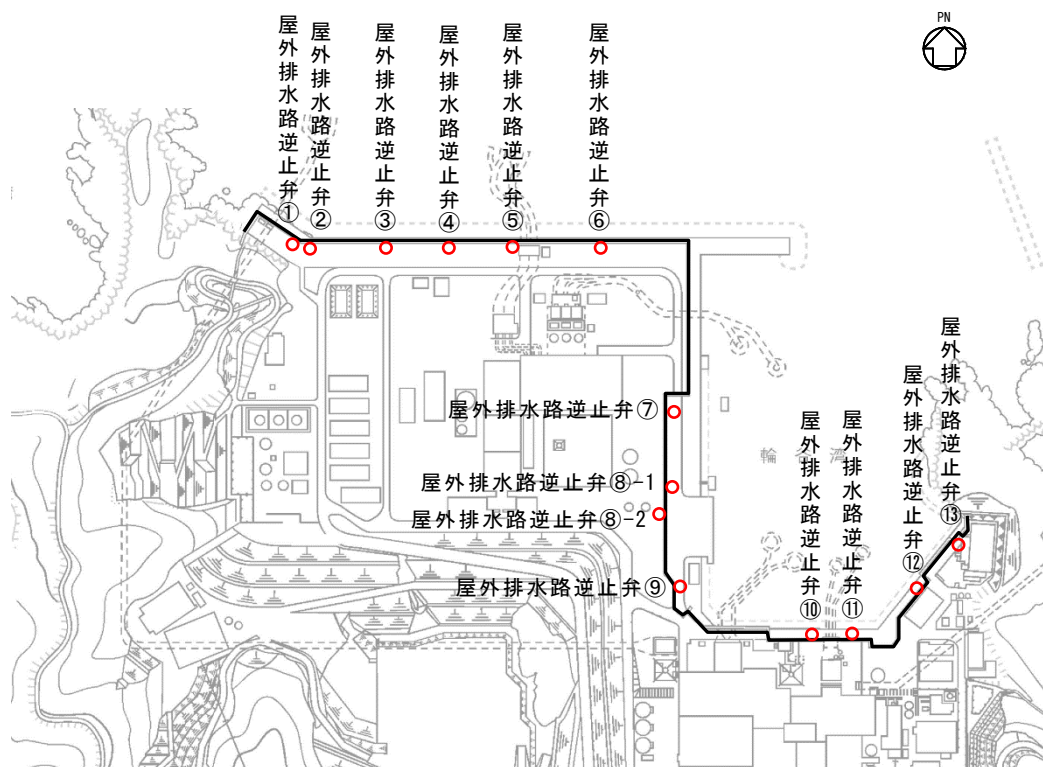 PN
屋外排水路逆止弁①
屋外排水路逆止弁②
屋外排水路逆止弁③
屋外排水路逆止弁④
屋外排水路逆止弁⑤
屋外排水路逆止弁⑥
屋外排水路逆止弁⑦
屋外排水路逆止弁⑧-1
屋外排水路逆止弁⑧-2
屋外排水路逆止弁⑨
輪谷湾
屋外排水路逆止弁⑩
屋外排水路逆止弁⑪
屋外排水路逆止弁⑫
屋外排水路逆止弁⑬